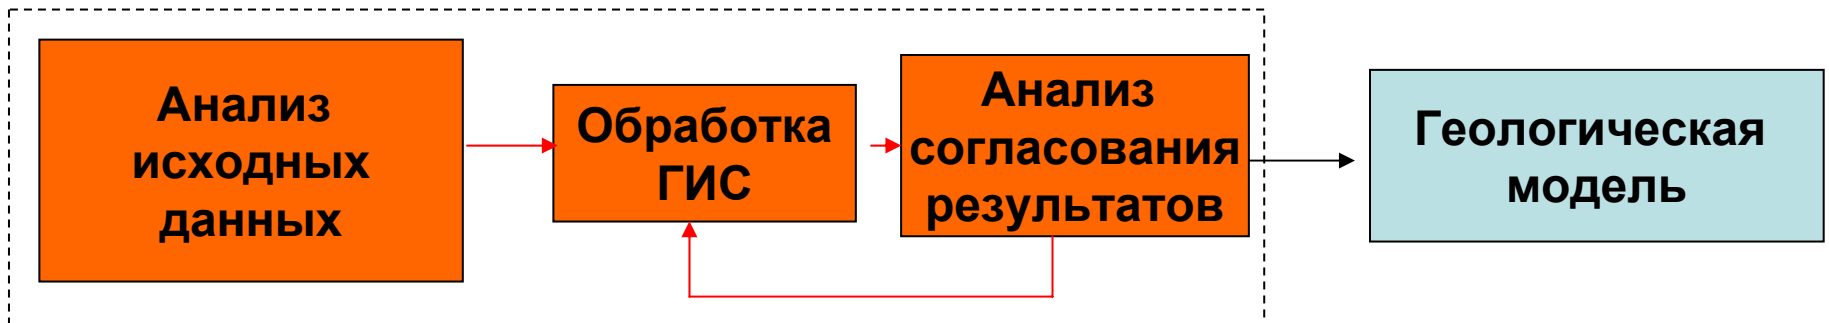 Анализ
исходных
данных
Обработка
ГИС
Анализ
согласования
результатов
Геологическая
модель